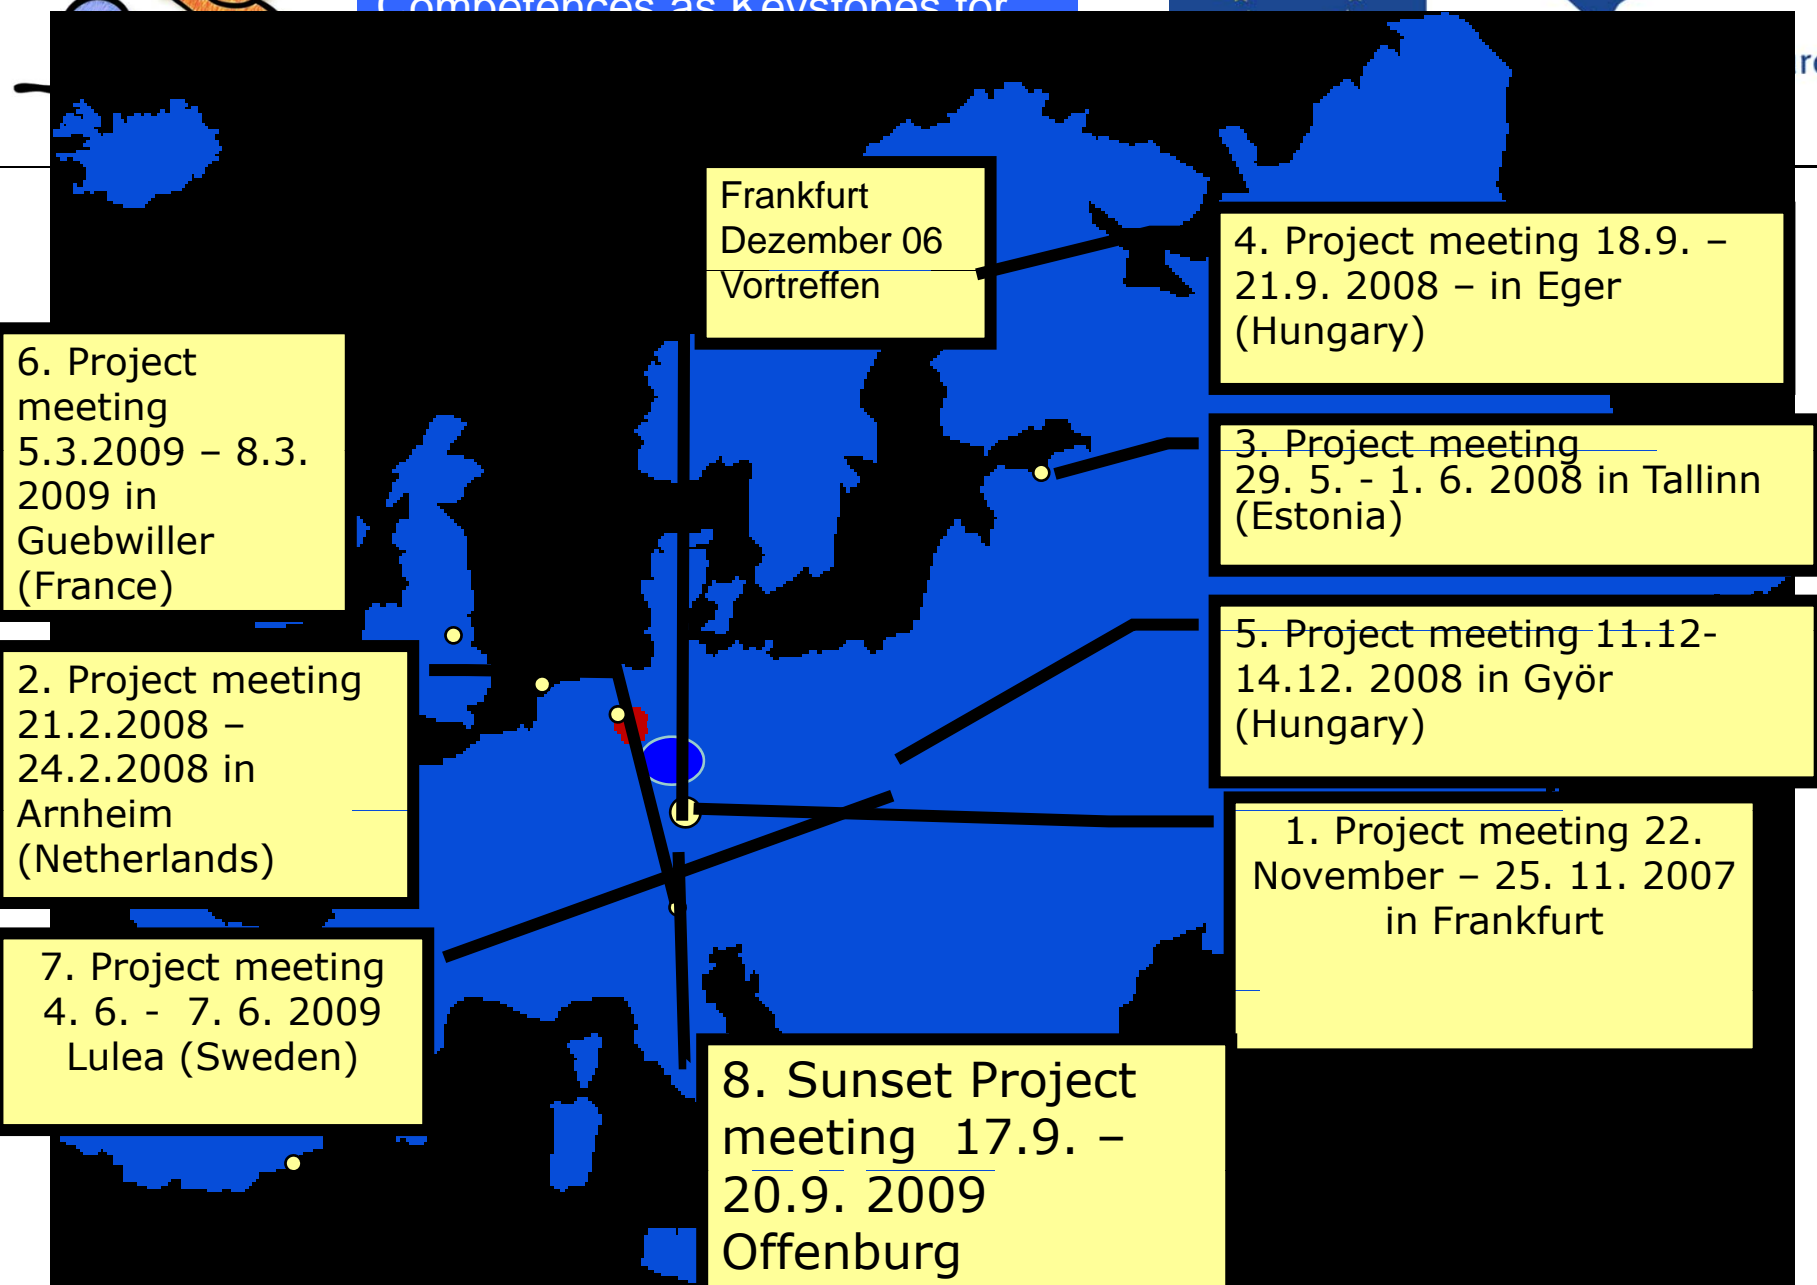 Competences as Keystones for
Frankfurt
Dezember 06
Vortreffen
4. Project meeting 18.9. –
21.9. 2008 – in Eger
(Hungary)
6. Project
meeting
5.3.2009 – 8.3.
2009 in
Guebwiller
(France)
3. Project meeting
29. 5. - 1. 6. 2008 in Tallinn
(Estonia)
5. Project meeting 11.12-
14.12. 2008 in Györ
(Hungary)
2. Project meeting
21.2.2008 –
24.2.2008 in
Arnheim
(Netherlands)
1. Project meeting 22.
November – 25. 11. 2007
in Frankfurt
7. Project meeting
4. 6. - 7. 6. 2009
Lulea (Sweden)
8. Sunset Project
meeting 17.9. –
20.9. 2009
Offenburg